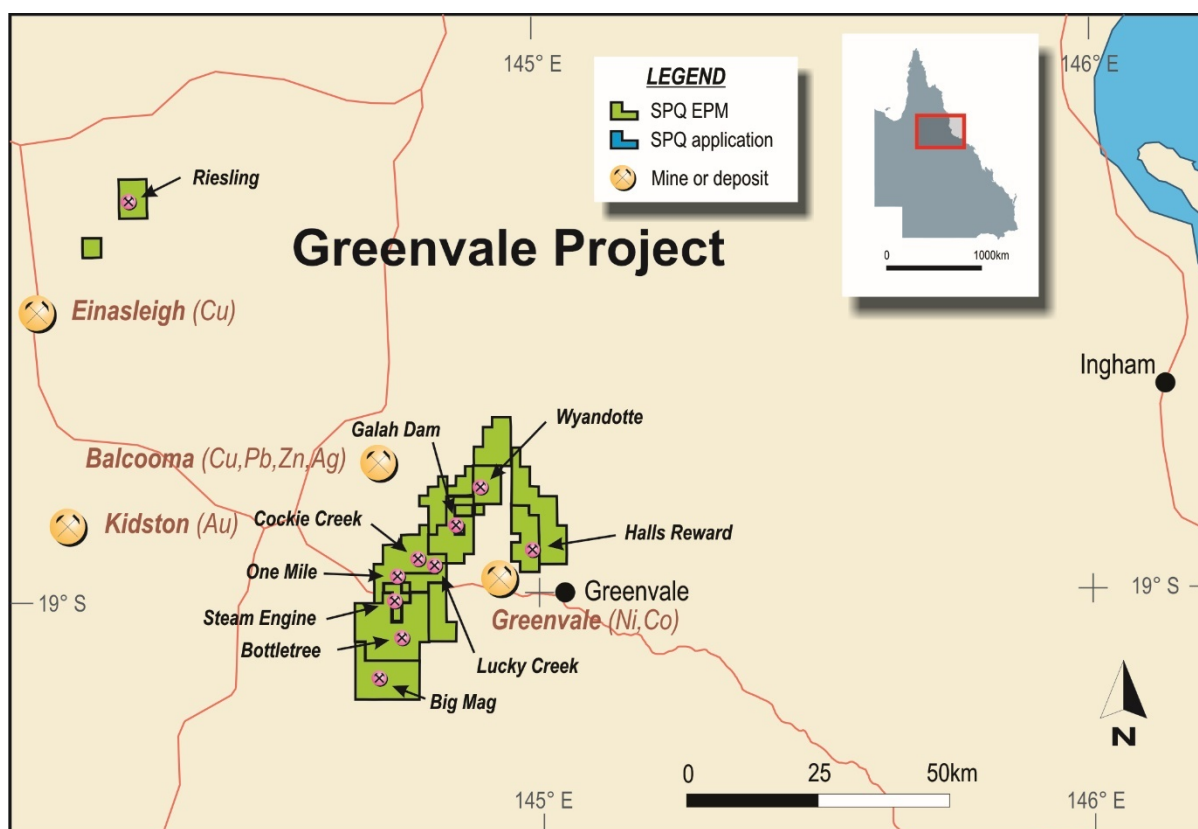 145° E
146° E
LEGEND
SPQ EPM
SPQ application
Mine or deposit
0
1000km
Riesling
Greenvale Project
Einasleigh (Cu)
Ingham
Wyandotte
Galah Dam
Balcooma (Cu,Pb,Zn,Ag)
Kidston (Au)
Cockie Creek
Halls Reward
One Mile
Greenvale
19° S
19° S
Steam Engine
Greenvale (Ni,Co)
Bottletree
Lucky Creek
Big Mag
N
0
25
50km
145° E
146° E